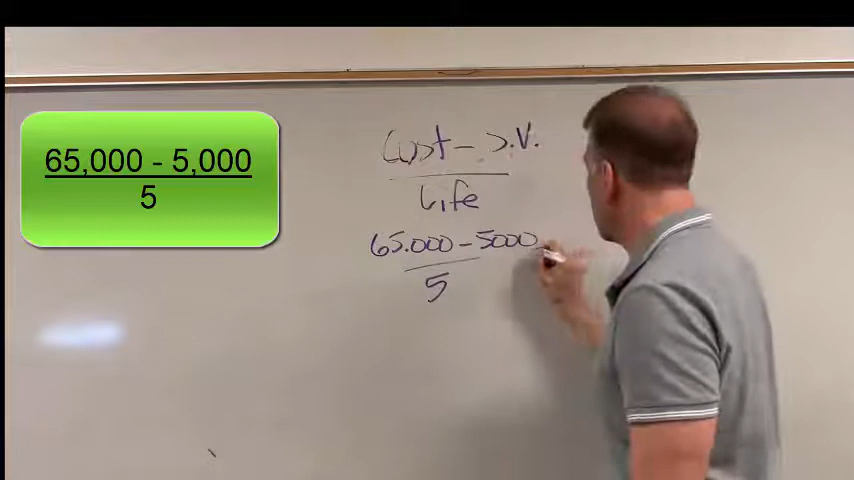 65,000 - 5,000
5
Cost - S.V.
Life
65.000 - 5000
5